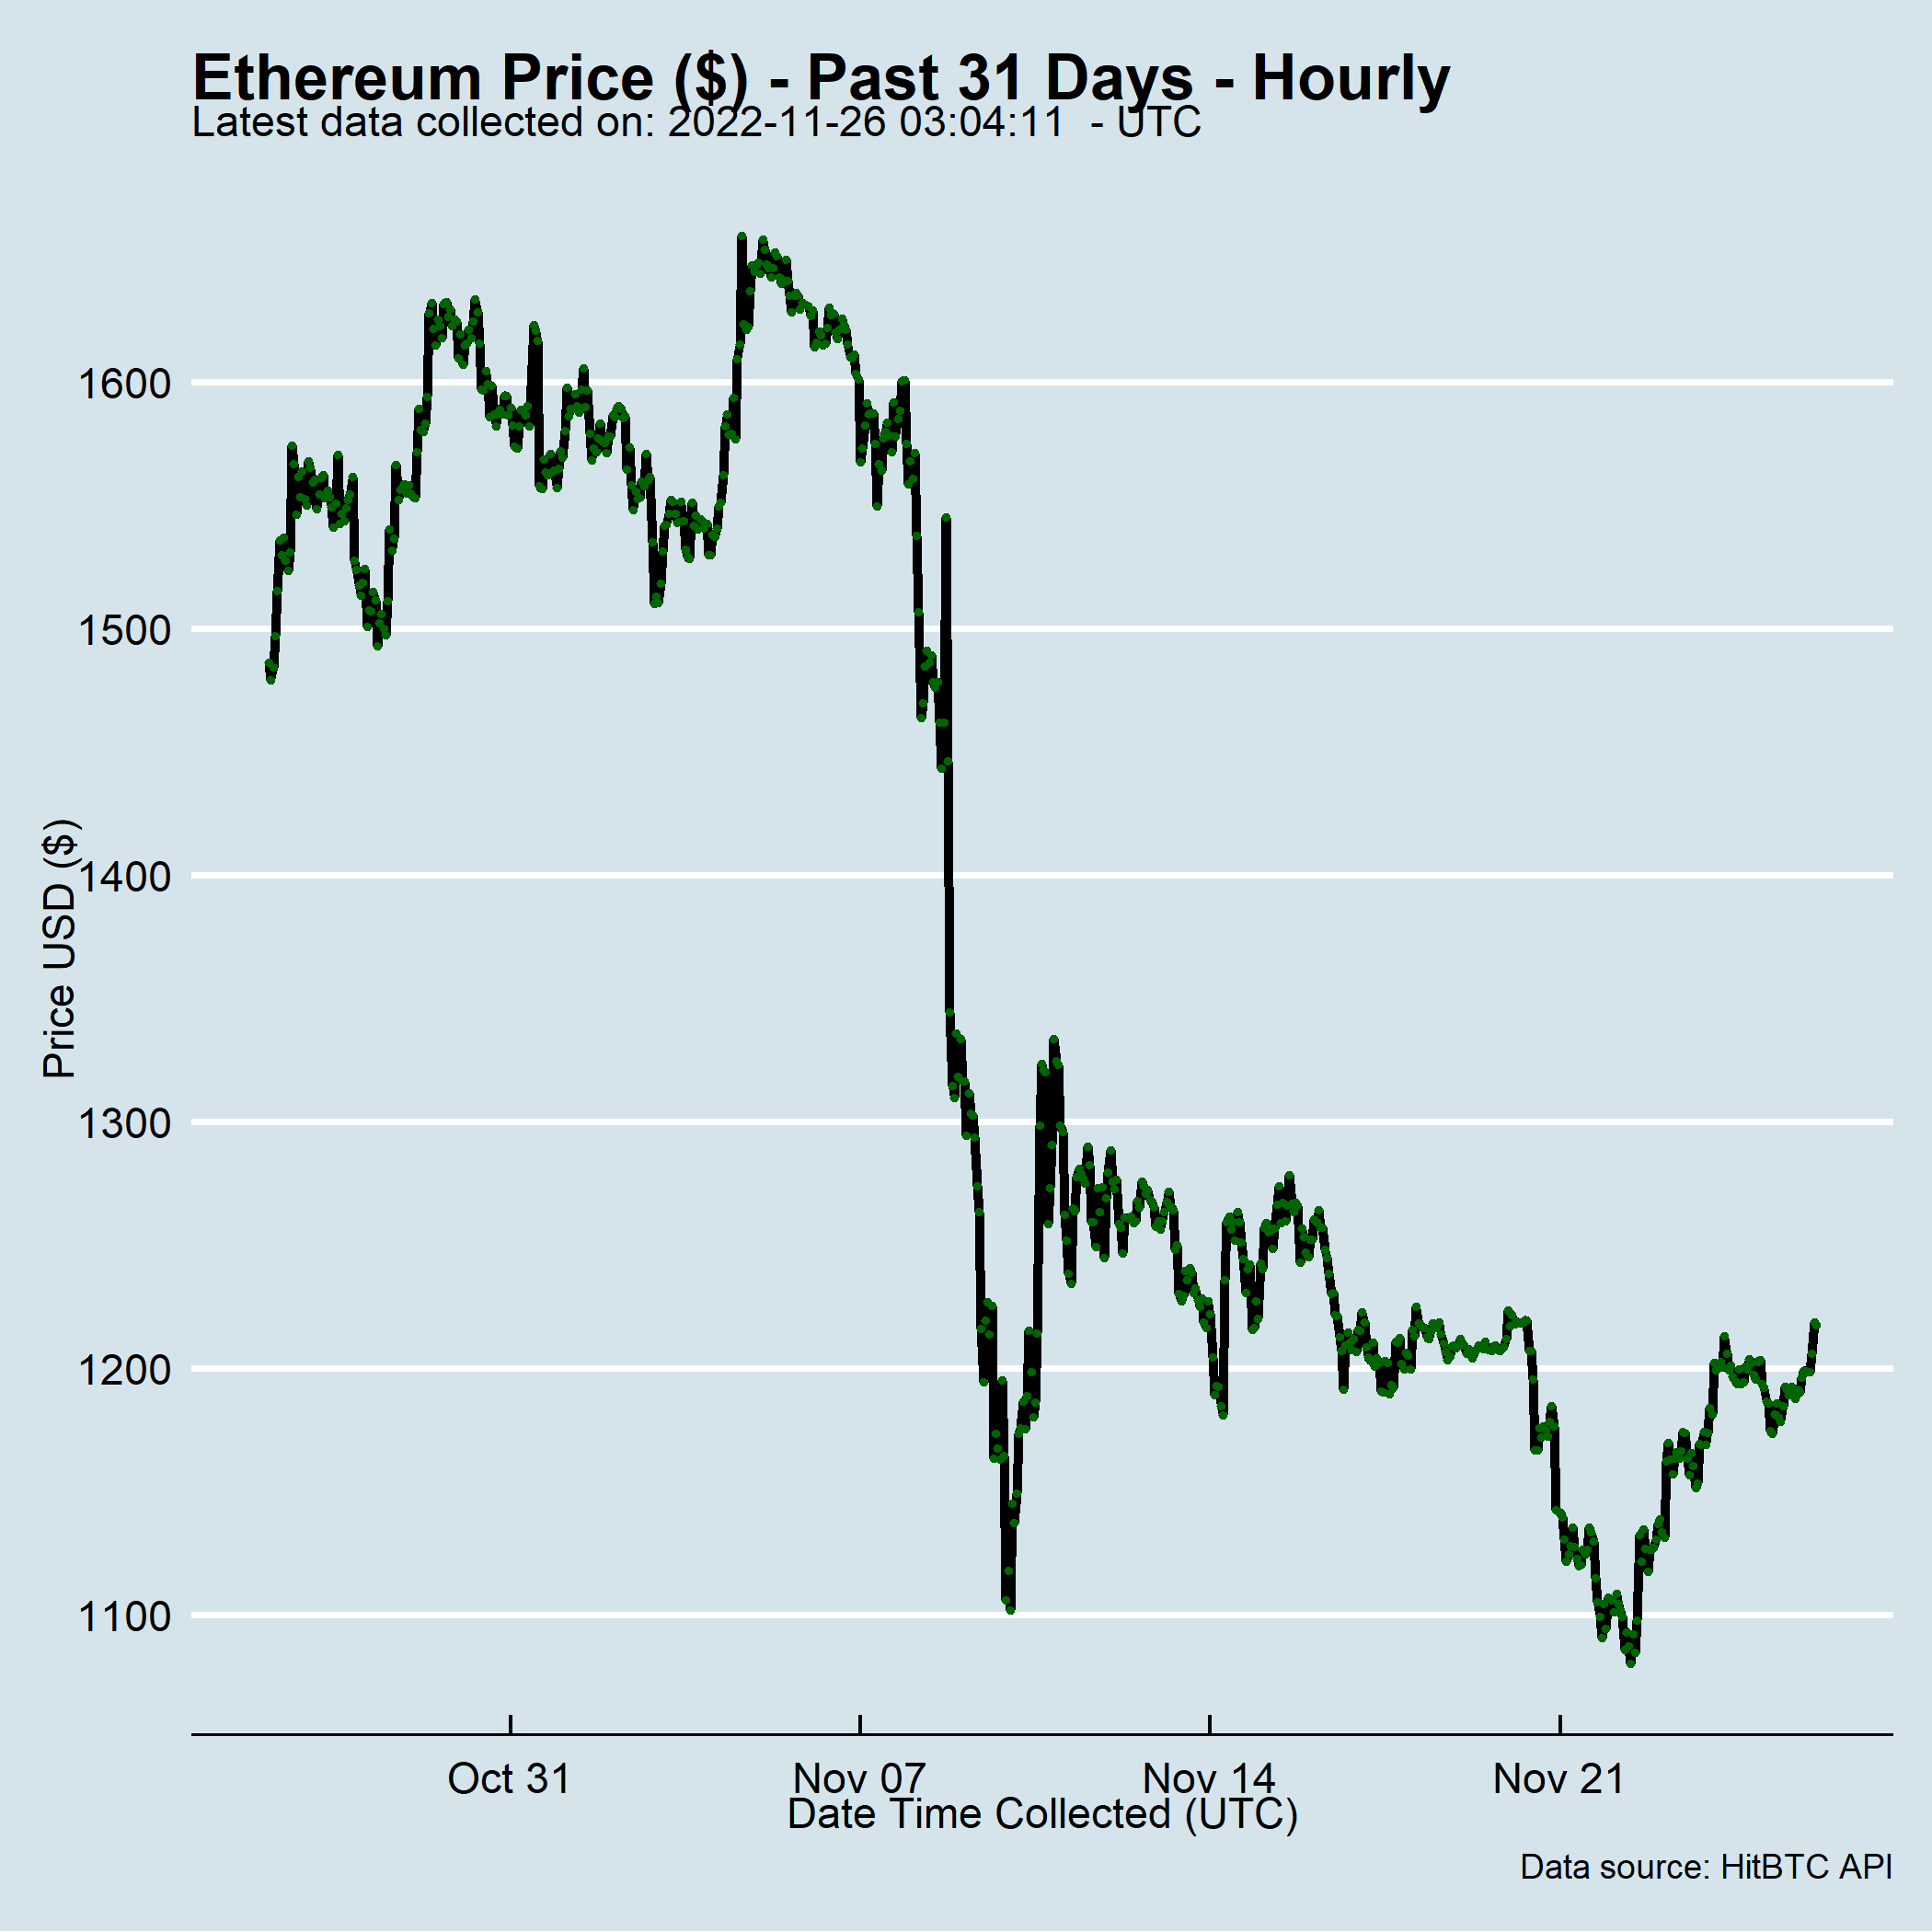 Ethereum Price ($) - Past 31 Days - Hourly
Latest data collected on: 2022-11-26 03:04:11  - UTC
Price USD ($)
1600
1500
1400
1300
1200
1100
Oct 31
Nov 07
Nov 14
Nov 21
Date Time Collected (UTC)
Data source: HitBTC API